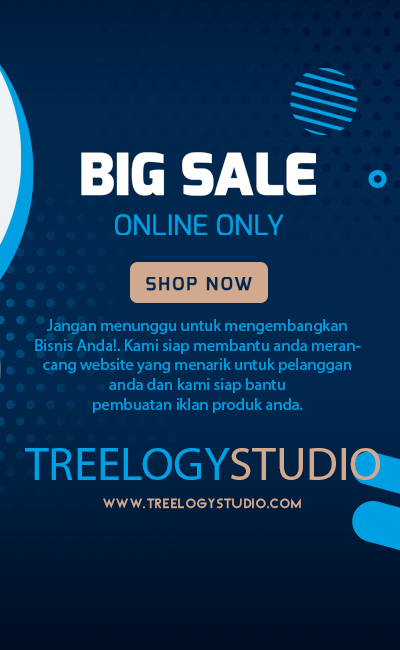 BIG SALE
ONLINE ONLY
SHOP NOW
Jangan menunggu untuk mengembangkan
Bisnis Anda!. Kami siap membantu anda meran-
cang website yang menarik untuk pelanggan
anda dan kami siap bantu
pembuatan iklan produk anda.
TREELOGYSTUDIO
WWW.TREELOGYSTUDIO.COM